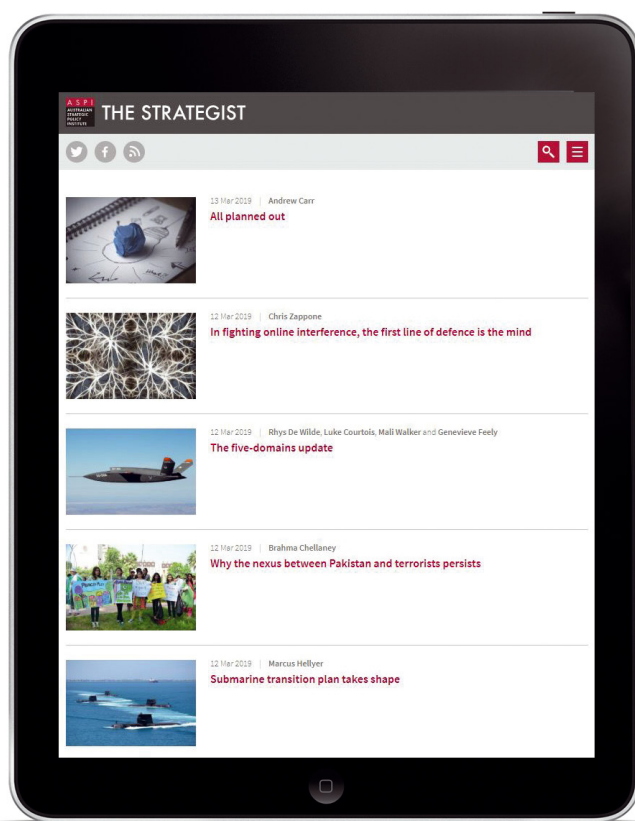 ASPI
AUSTRALIAN
STRATEGIC
POLICY
INSTITUTE
THE STRATEGIST
13 Mar 2019 | Andrew Carr
All planned out
12 Mar 2019 | Chris Zappone
In fighting online interference, the first line of defence is the mind
12 Mar 2019 | Rhys De Wilde, Luke Courtois, Mali Walker and Genevieve Feely
The five-domains update
12 Mar 2019 | Brahma Chellaney
Why the nexus between Pakistan and terrorists persists
12 Mar 2019 | Marcus Hellyer
Submarine transition plan takes shape